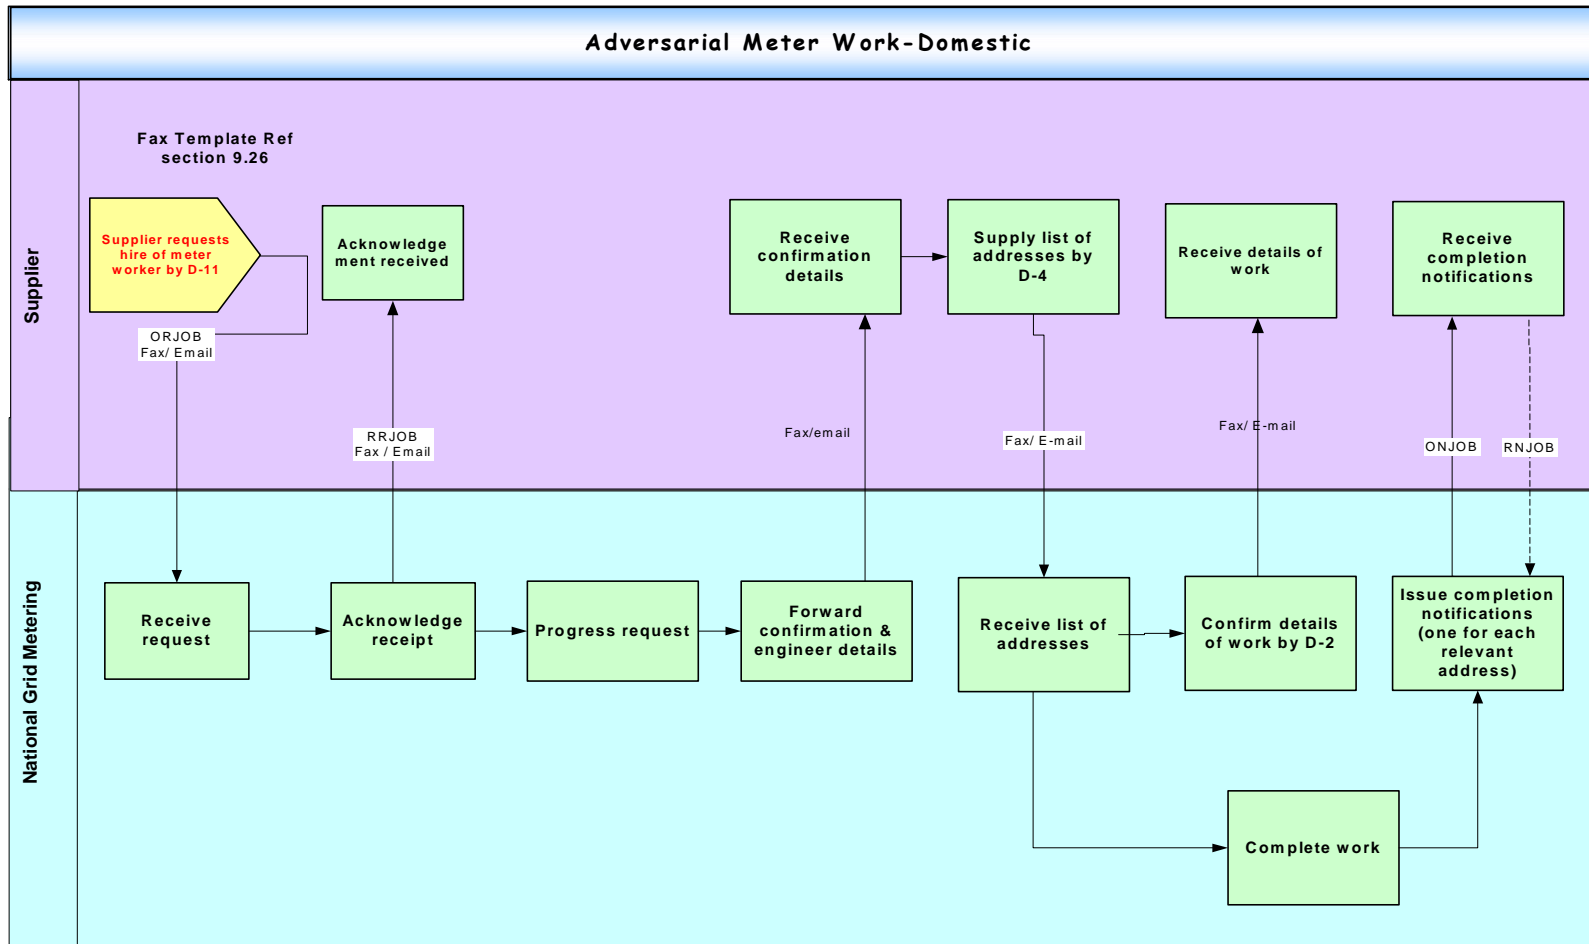 Adversarial Meter Work-Domestic
Supplier
Fax Template Ref
section 9.26
Supplier requests
hire of meter
worker by D-11
Acknowledge
ment received
Receive
confirmation
details
Supply list of
addresses by
D-4
Receive details of
work
Receive
completion
notifications
ORJOB
Fax/ Email
RRJOB
Fax / Email
Fax/email
Fax/ E-mail
Fax/ E-mail
ONJOB
RNJOB
National Grid Metering
Receive
request
Acknowledge
receipt
Progress request
Forward
confirmation &
engineer details
Receive list of
addresses
Confirm details
of work by D-2
Issue completion
notifications
(one for each
relevant
address)
Complete work